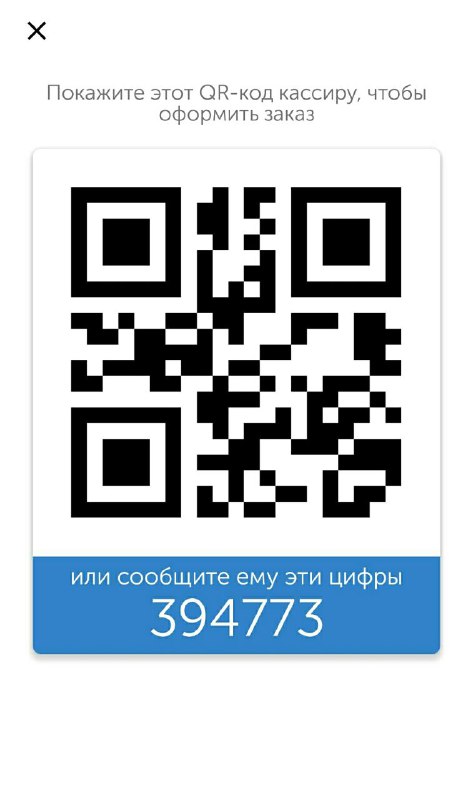 Покажите этот QR-код кассиру, чтобы
оформить заказ
или сообщите ему эти цифры
394773